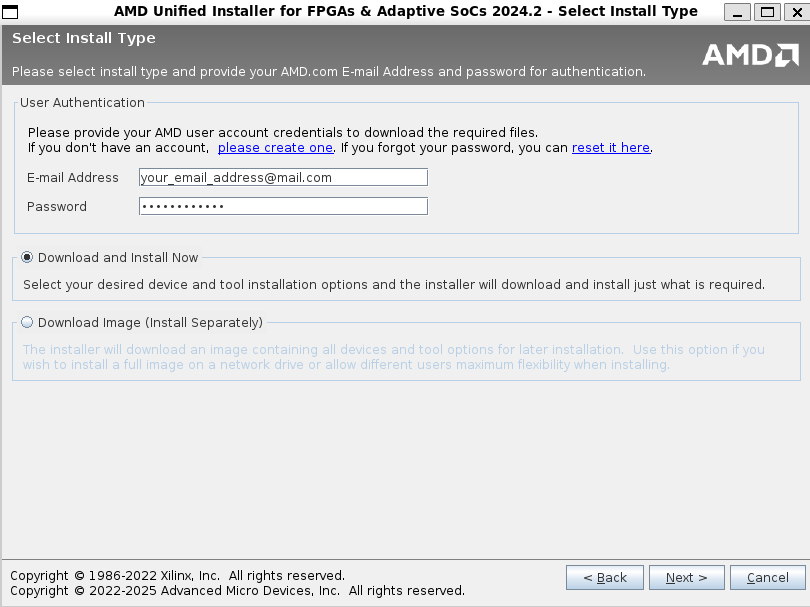 AMD Unified Installer for FPGAs & Adaptive SoCs 2024.2 - Select Install Type
Select Install Type
AMD
Please select install type and provide your AMD.com E-mail Address and password for authentication.
User Authentication
Please provide your AMD user account credentials to download the required files.
If you don't have an account, please create one. If you forgot your password, you can reset it here.
E-mail Address your_email_address@mail.com
Password ••••••••••••
Download and Install Now
Select your desired device and tool installation options and the installer will download and install just what is required.
Download Image (Install Separately)
The installer will download an image containing all devices and tool options for later installation. Use this option if you
wish to install a full image on a network drive or allow different users maximum flexibility when installing.
Copyright © 1986-2022 Xilinx, Inc. All rights reserved.
Copyright © 2022-2025 Advanced Micro Devices, Inc. All rights reserved.
< Back Next > Cancel